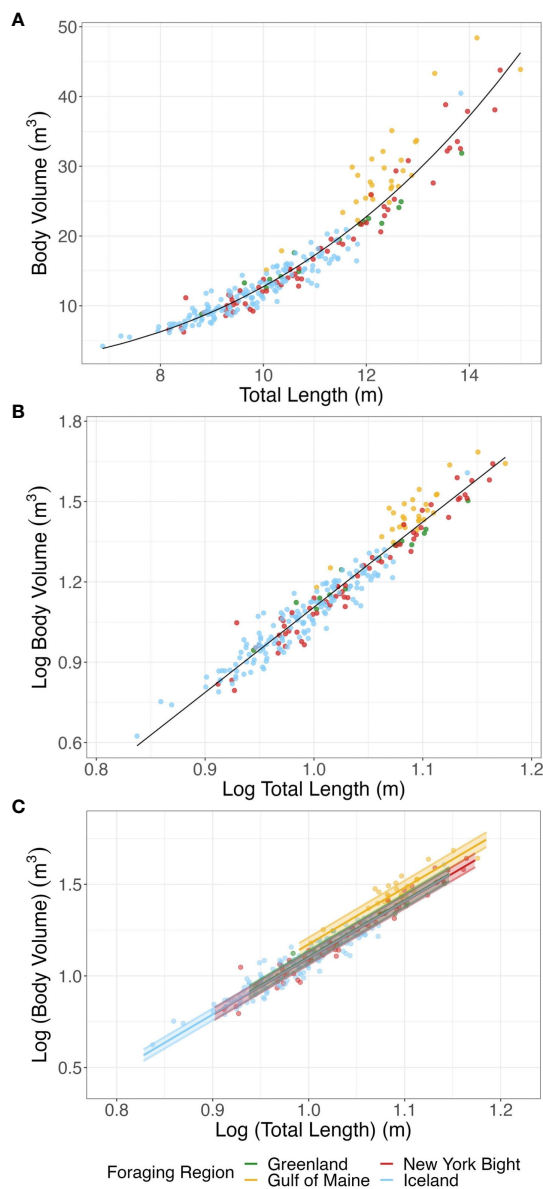 A
50
40
30
20
10
Body Volume (m³)
8 10 12 14
Total Length (m)
B
1.8
1.5
1.2
0.9
0.6
Log Body Volume (m³)
0.8 0.9 1.0 1.1 1.2
Log Total Length (m)
C
1.5
1.0
0.5
Log (Body Volume) (m³)
0.8 0.9 1.0 1.1 1.2
Log (Total Length) (m)
Foraging Region
Greenland New York Bight
Gulf of Maine Iceland